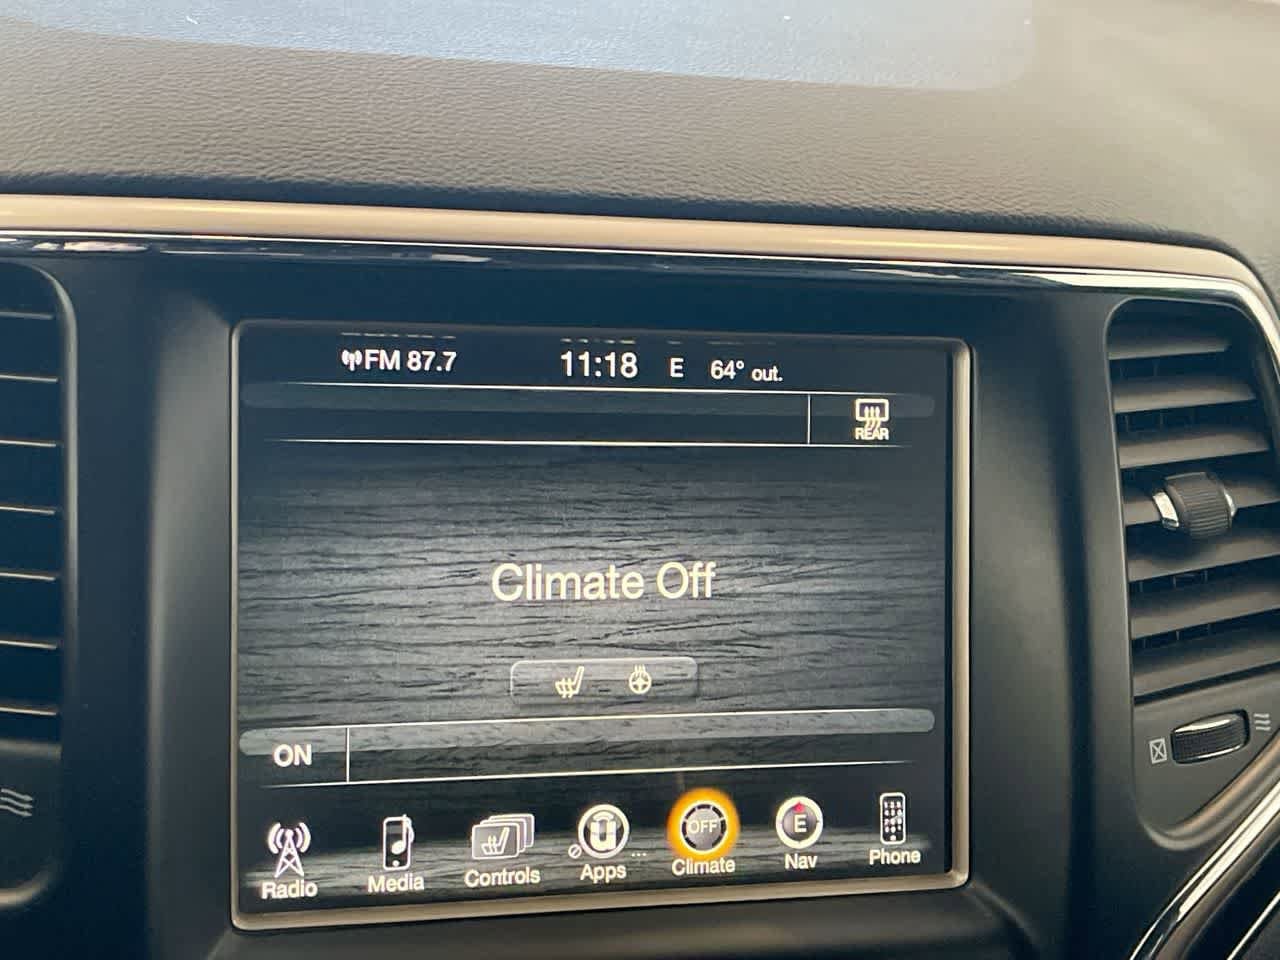 FM 87.7 11:18 E 64° out.
REAR
Climate Off
ON
OFF E
Radio Media Controls Apps ... Climate Nav Phone